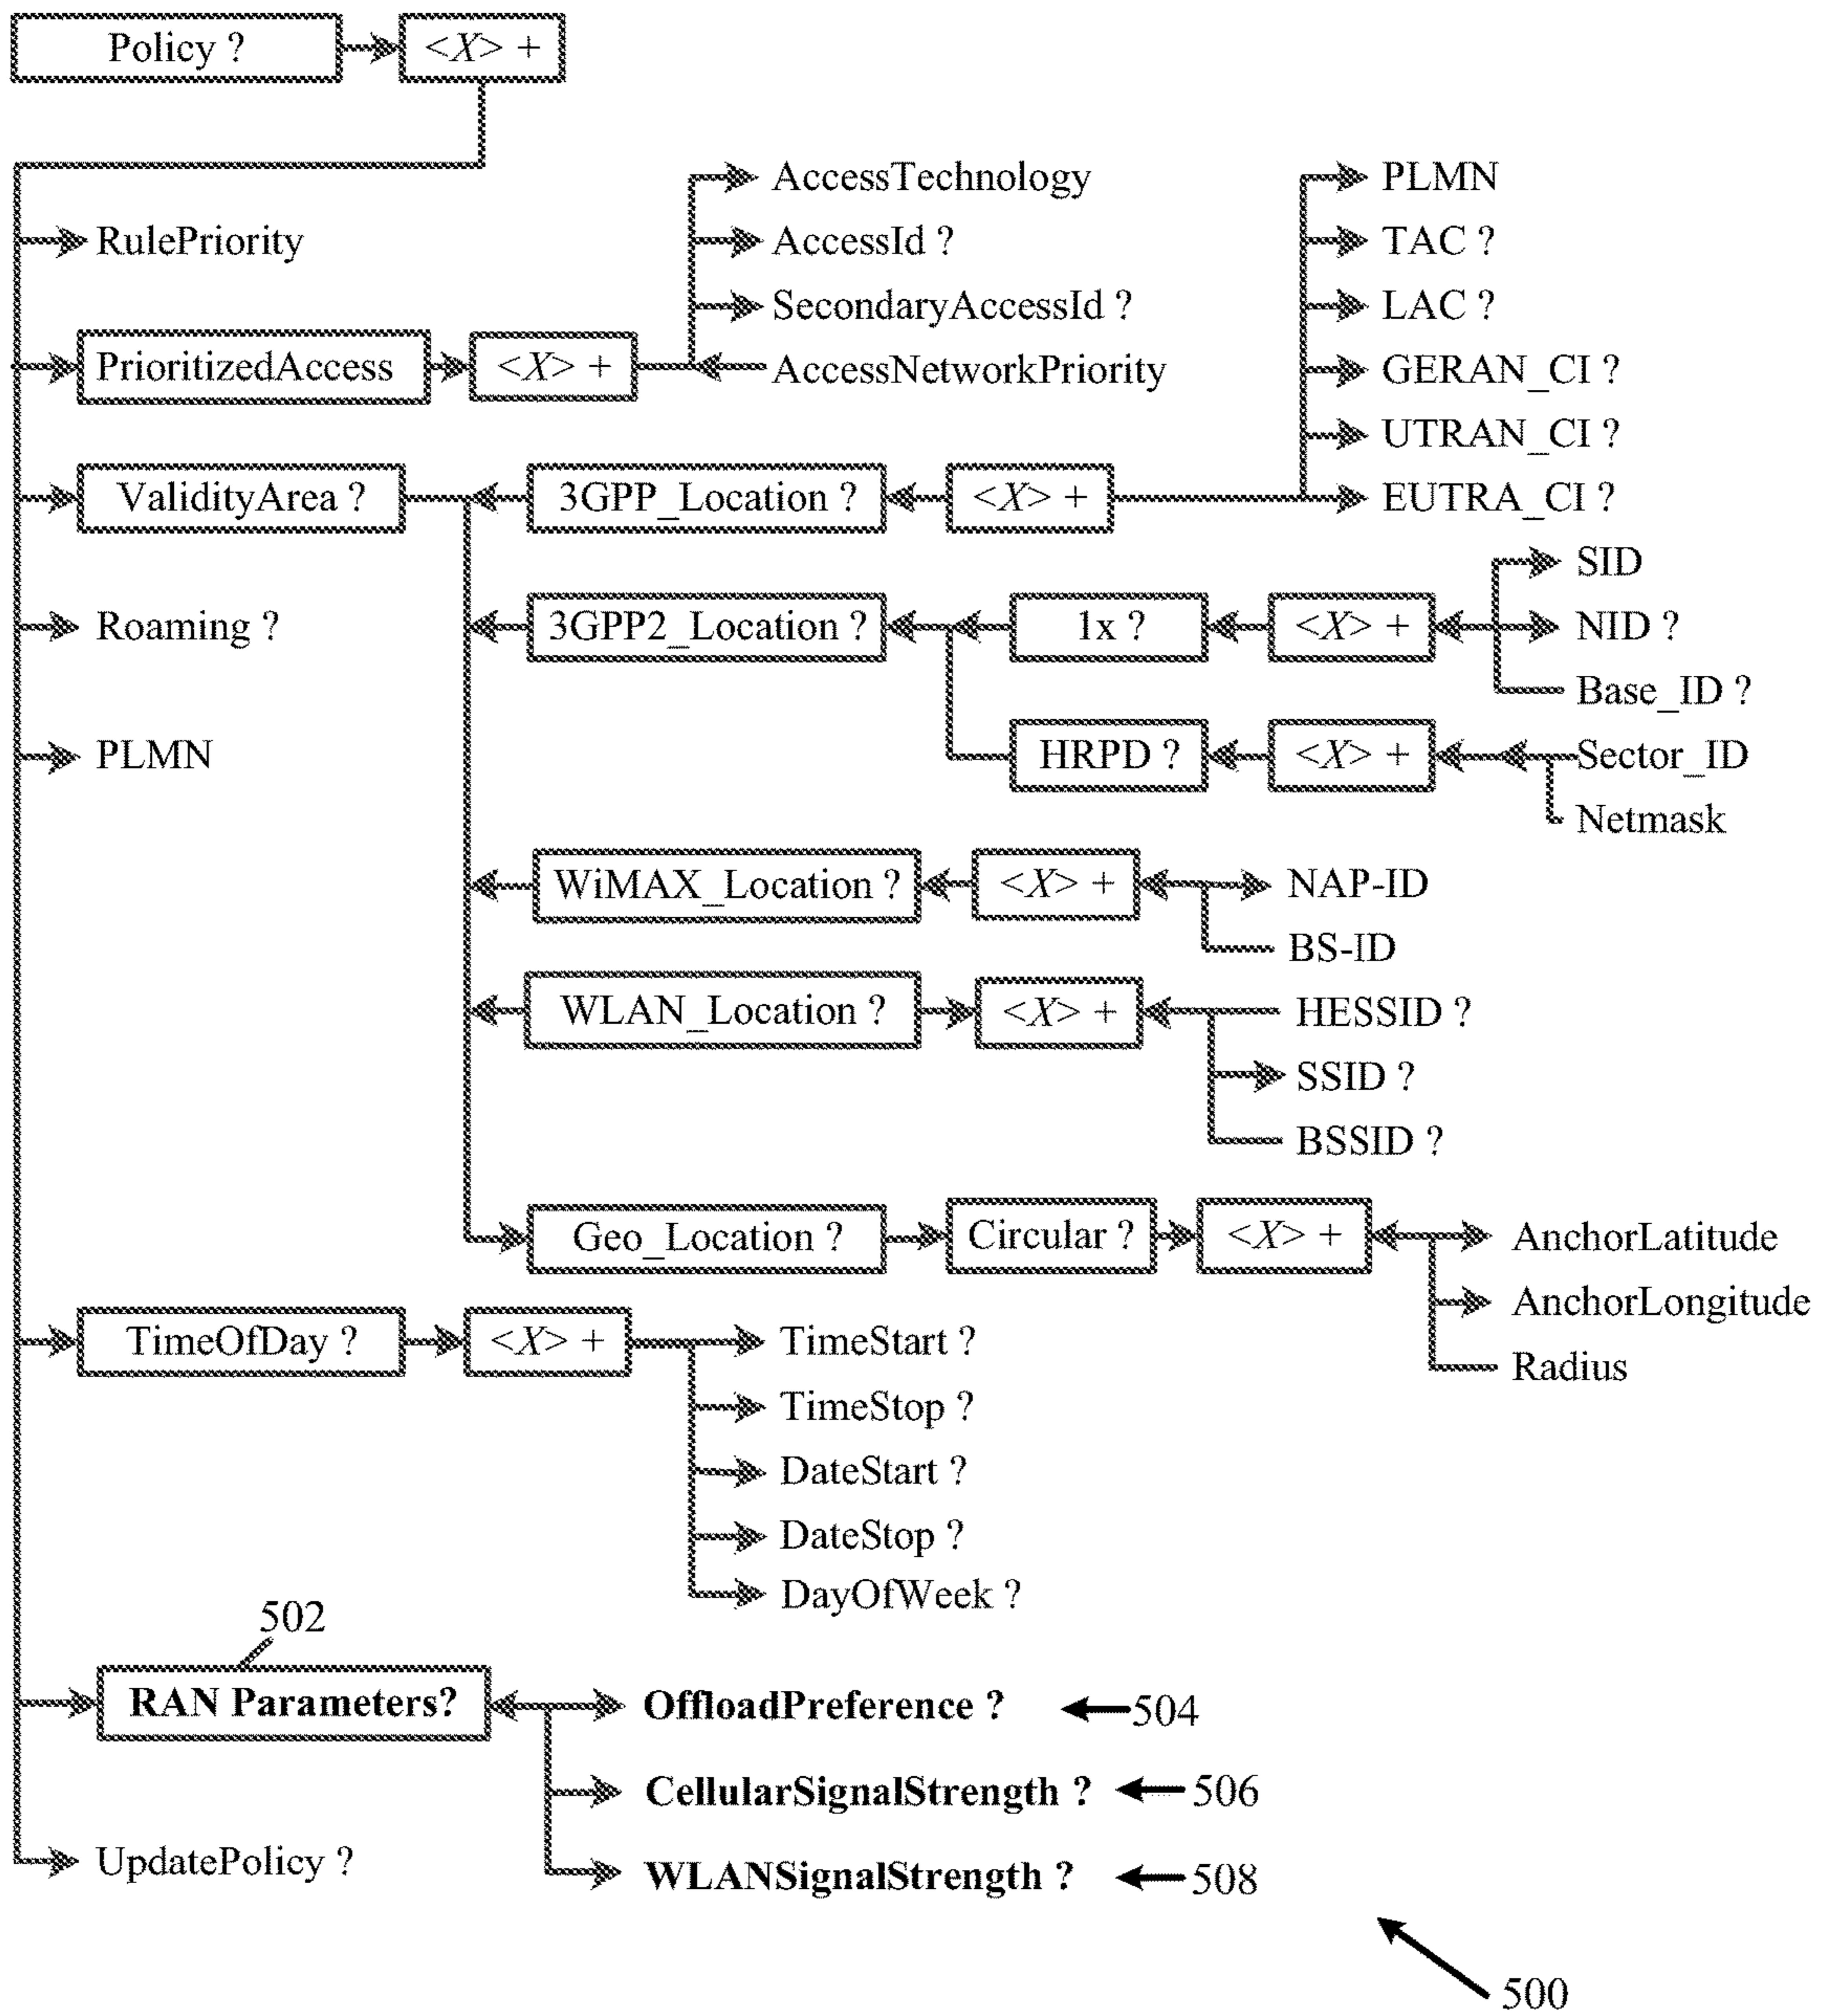 Policy ? <X> +
AccessTechnology PLMN
RulePriority AccessId ? TAC ?
SecondaryAccessId ? LAC ?
PrioritizedAccess <X> + AccessNetworkPriority GERAN_CI ?
UTRAN_CI ?
ValidityArea ? 3GPP_Location ? <X> + EUTRA_CI ?
SID
Roaming ? 3GPP2_Location ? 1x ? <X> + NID ?
Base_ID ?
PLMN HRPD ? <X> + Sector_ID
Netmask
WiMAX_Location ? <X> + NAP-ID
BS-ID
WLAN_Location ? <X> + HESSID ?
SSID ?
BSSID ?
Geo_Location ? Circular ? <X> + AnchorLatitude
AnchorLongitude
TimeOfDay ? <X> + TimeStart ? Radius
TimeStop ?
DateStart ?
DateStop ?
DayOfWeek ?
502
RAN Parameters? OffloadPreference ? 504
CellularSignalStrength ? 506
UpdatePolicy ? WLANSignalStrength ? 508
500